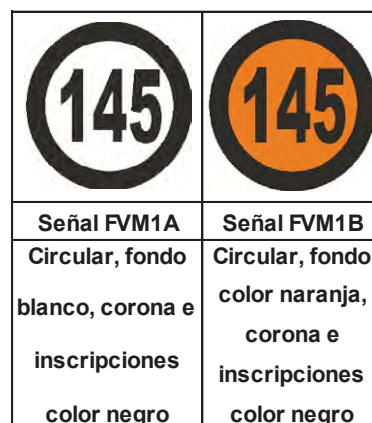 145
145
Señal FVM1A
Señal FVM1B
Circular, fondo
blanco, corona e
inscripciones
color negro
Circular, fondo
color naranja,
corona e
inscripciones
color negro